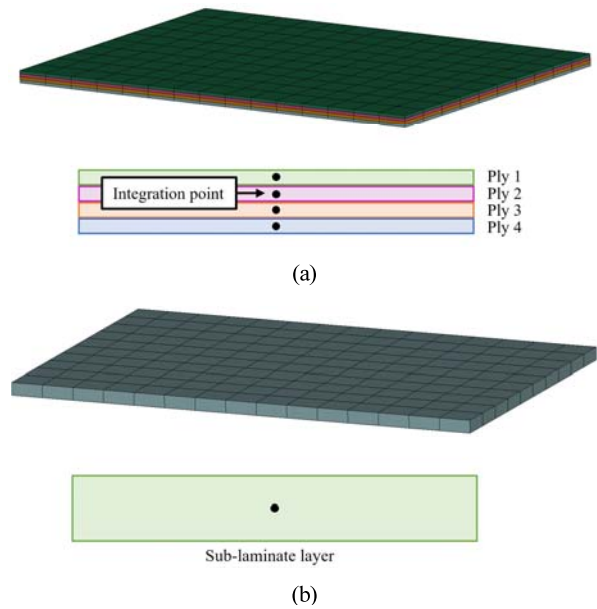 Ply 1
Integration point
Ply 2
Ply 3
Ply 4
(a)
Sub-laminate layer
(b)